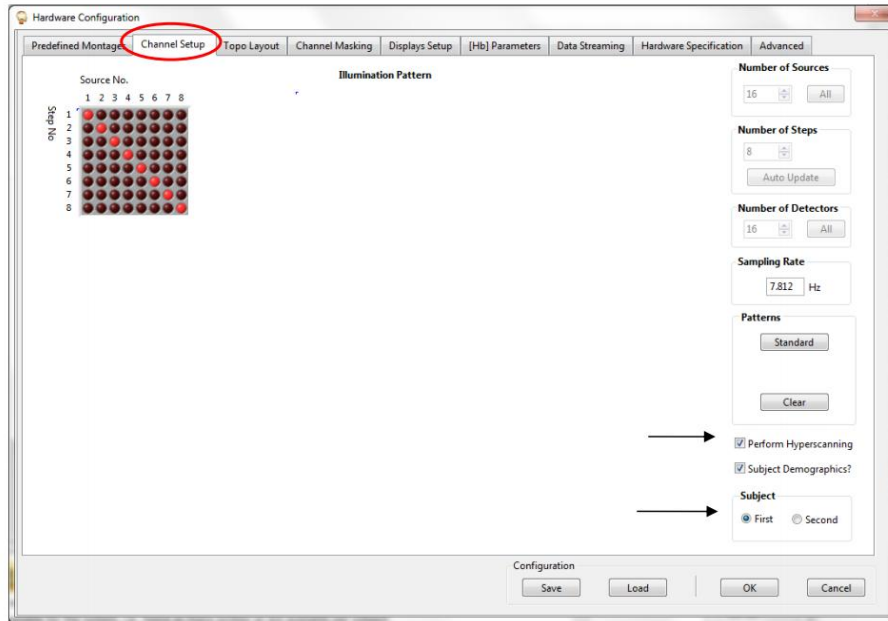 Hardware Configuration
Predefined Montages Channel Setup Topo Layout Channel Masking Displays Setup [Hb] Parameters Data Streaming Hardware Specification Advanced
Source No.
1 2 3 4 5 6 7 8
Step No
1
2
3
4
5
6
7
8
Illumination Pattern
Number of Sources
16 All
Number of Steps
8
Auto Update
Number of Detectors
16 All
Sampling Rate
7.812 Hz
Patterns
Standard
Clear
Perform Hyperscanning
Subject Demographics?
Subject
First Second
Configuration
Save Load OK Cancel